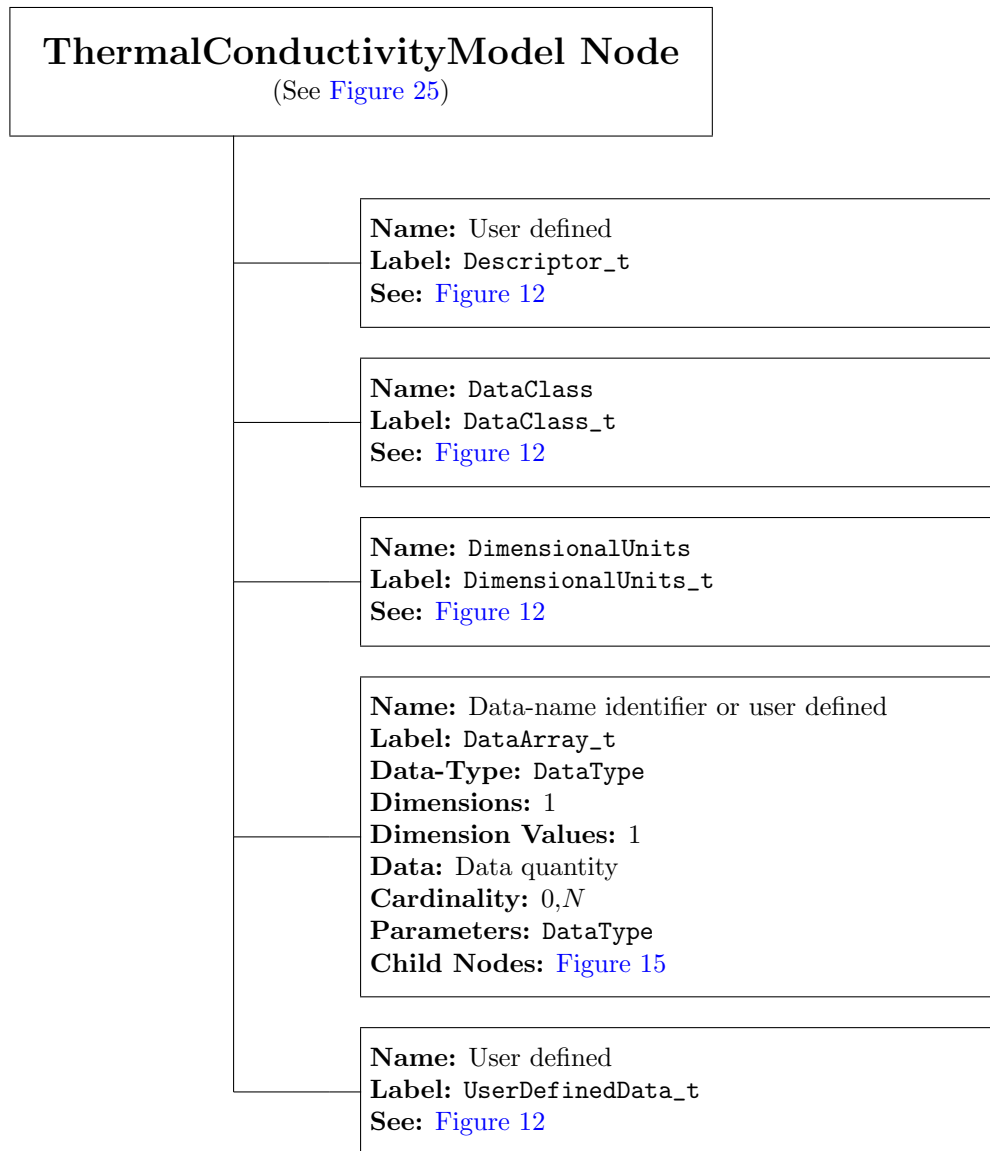 ThermalConductivityModel Node
(See Figure 25)
Name: User defined
Label: Descriptor_t
See: Figure 12
Name: DataClass
Label: DataClass_t
See: Figure 12
Name: DimensionalUnits
Label: DimensionalUnits_t
See: Figure 12
Name: Data-name identifier or user defined
Label: DataArray_t
Data-Type: DataType
Dimensions: 1
Dimension Values: 1
Data: Data quantity
Cardinality: 0,N
Parameters: DataType
Child Nodes: Figure 15
Name: User defined
Label: UserDefinedData_t
See: Figure 12